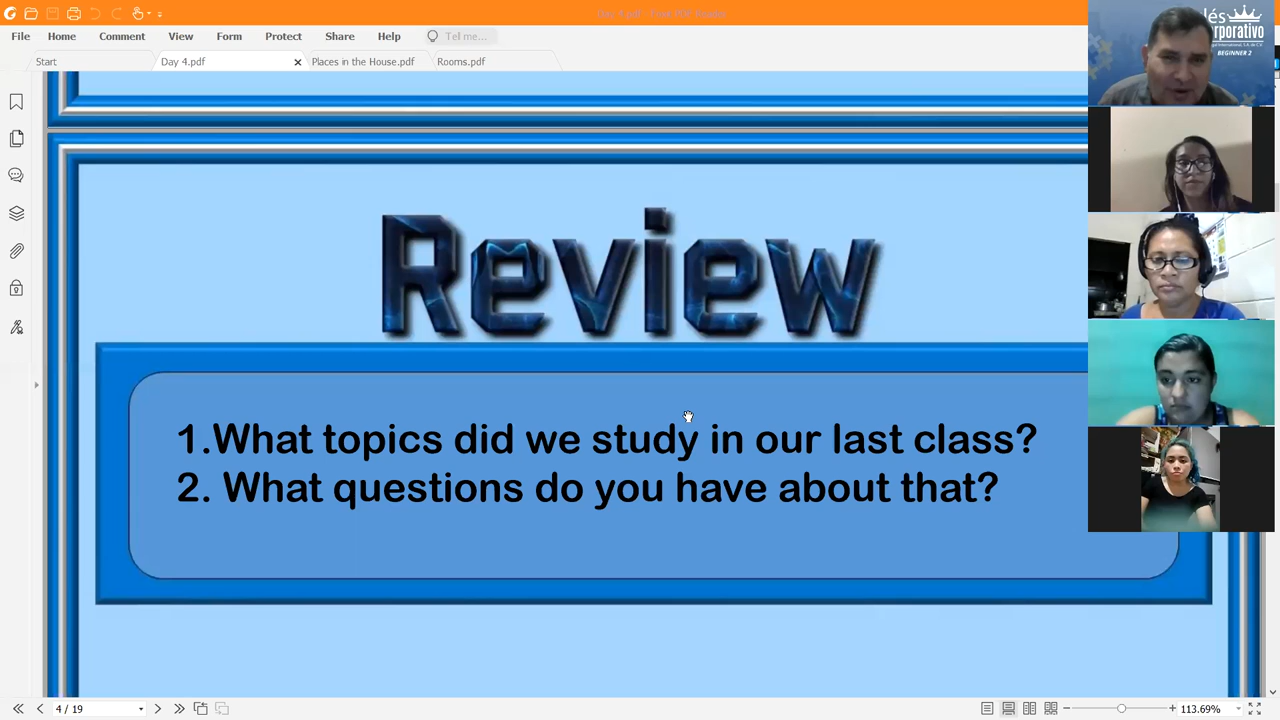 File Home Comment View Form Protect Share Help Tell me...
Start Day 4.pdf Places in the House.pdf Rooms.pdf
lés
rporativo
BEGINNER 2
Review
1.What topics did we study in our last class?
2. What questions do you have about that?
4 / 19
113.69%